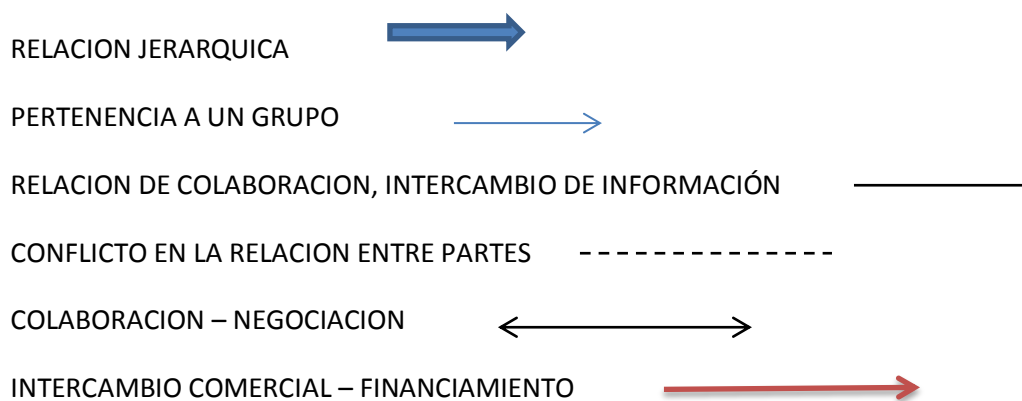 RELACION JERARQUICA
PERTENENCIA A UN GRUPO
RELACION DE COLABORACION, INTERCAMBIO DE INFORMACIÓN
CONFLICTO EN LA RELACION ENTRE PARTES
COLABORACION – NEGOCIACION
INTERCAMBIO COMERCIAL – FINANCIAMIENTO